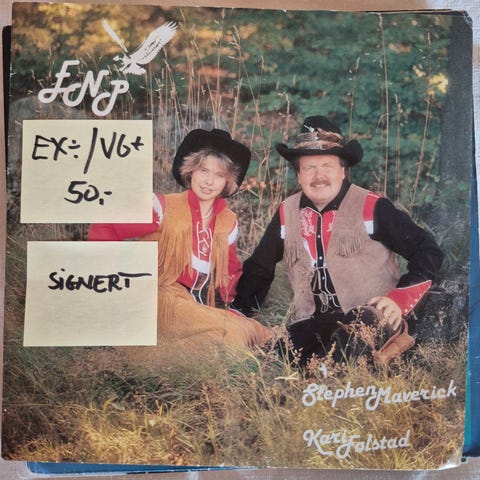 ENP
EX÷/VG+
50,-
SIGNERT
Stephen Maverick
Kari Folstad